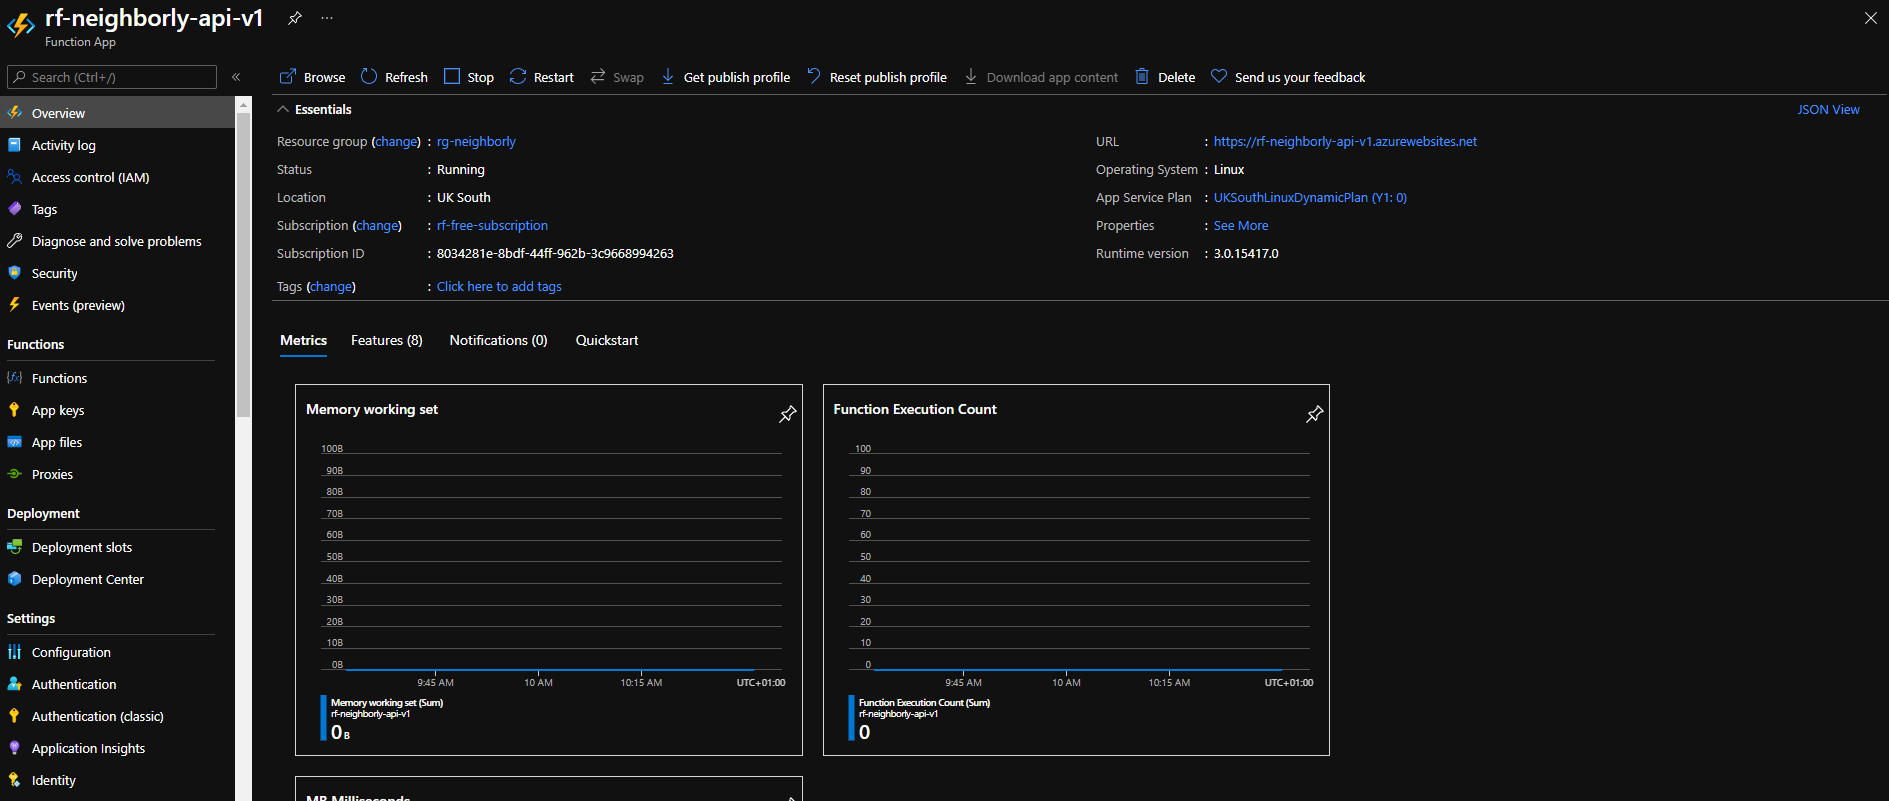 rf-neighborly-api-v1
Function App
Search (Ctrl+/)
Overview
Activity log
Access control (IAM)
Tags
Diagnose and solve problems
Security
Events (preview)
Functions
Functions
App keys
App files
Proxies
Deployment
Deployment slots
Deployment Center
Settings
Configuration
Authentication
Authentication (classic)
Application Insights
Identity
Browse Refresh Stop Restart Swap Get publish profile Reset publish profile Download app content Delete Send us your feedback
Essentials JSON View
Resource group (change) : rg-neighborly
Status : Running
Location : UK South
Subscription (change) : rf-free-subscription
Subscription ID : 8034281e-8bdf-44ff-962b-3c9668994263
Tags (change) : Click here to add tags
URL : https://rf-neighborly-api-v1.azurewebsites.net
Operating System : Linux
App Service Plan : UKSouthLinuxDynamicPlan (Y1: 0)
Properties : See More
Runtime version : 3.0.15417.0
Metrics Features (8) Notifications (0) Quickstart
Memory working set
100B
90B
80B
70B
60B
50B
40B
30B
20B
10B
0B
9:45 AM 10 AM 10:15 AM UTC+01:00
Memory working set (Sum)
rf-neighborly-api-v1
0 B
Function Execution Count
100
90
80
70
60
50
40
30
20
10
0
9:45 AM 10 AM 10:15 AM UTC+01:00
Function Execution Count (Sum)
rf-neighborly-api-v1
0
MB Milliseconds